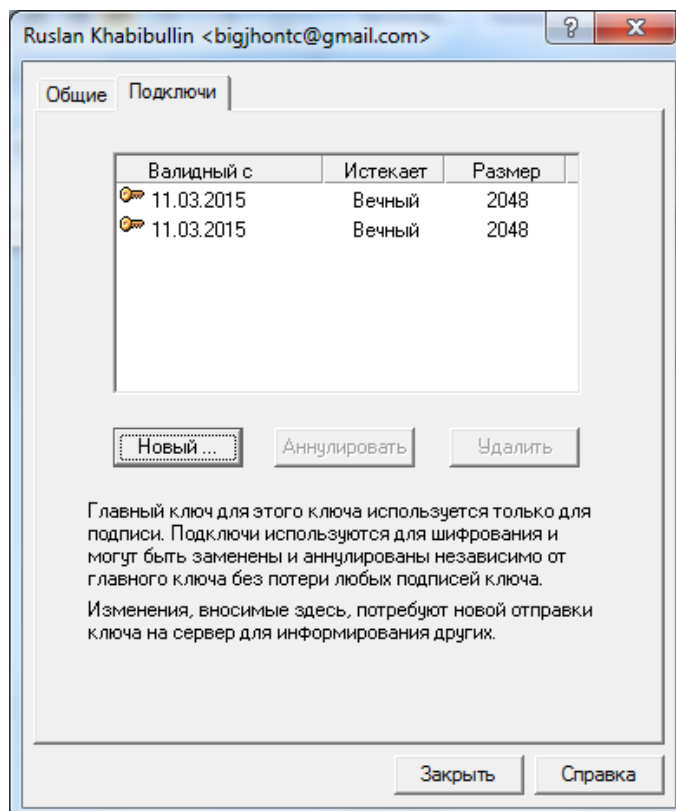 Ruslan Khabibullin <bigjhontc@gmail.com>
Общие Подключи
Валидный с Истекает Размер
11.03.2015 Вечный 2048
11.03.2015 Вечный 2048
Новый ... Аннулировать Удалить
Главный ключ для этого ключа используется только для
подписи. Подключи используются для шифрования и
могут быть заменены и аннулированы независимо от
главного ключа без потери любых подписей ключа.
Изменения, вносимые здесь, потребуют новой отправки
ключа на сервер для информирования других.
Закрыть Справка